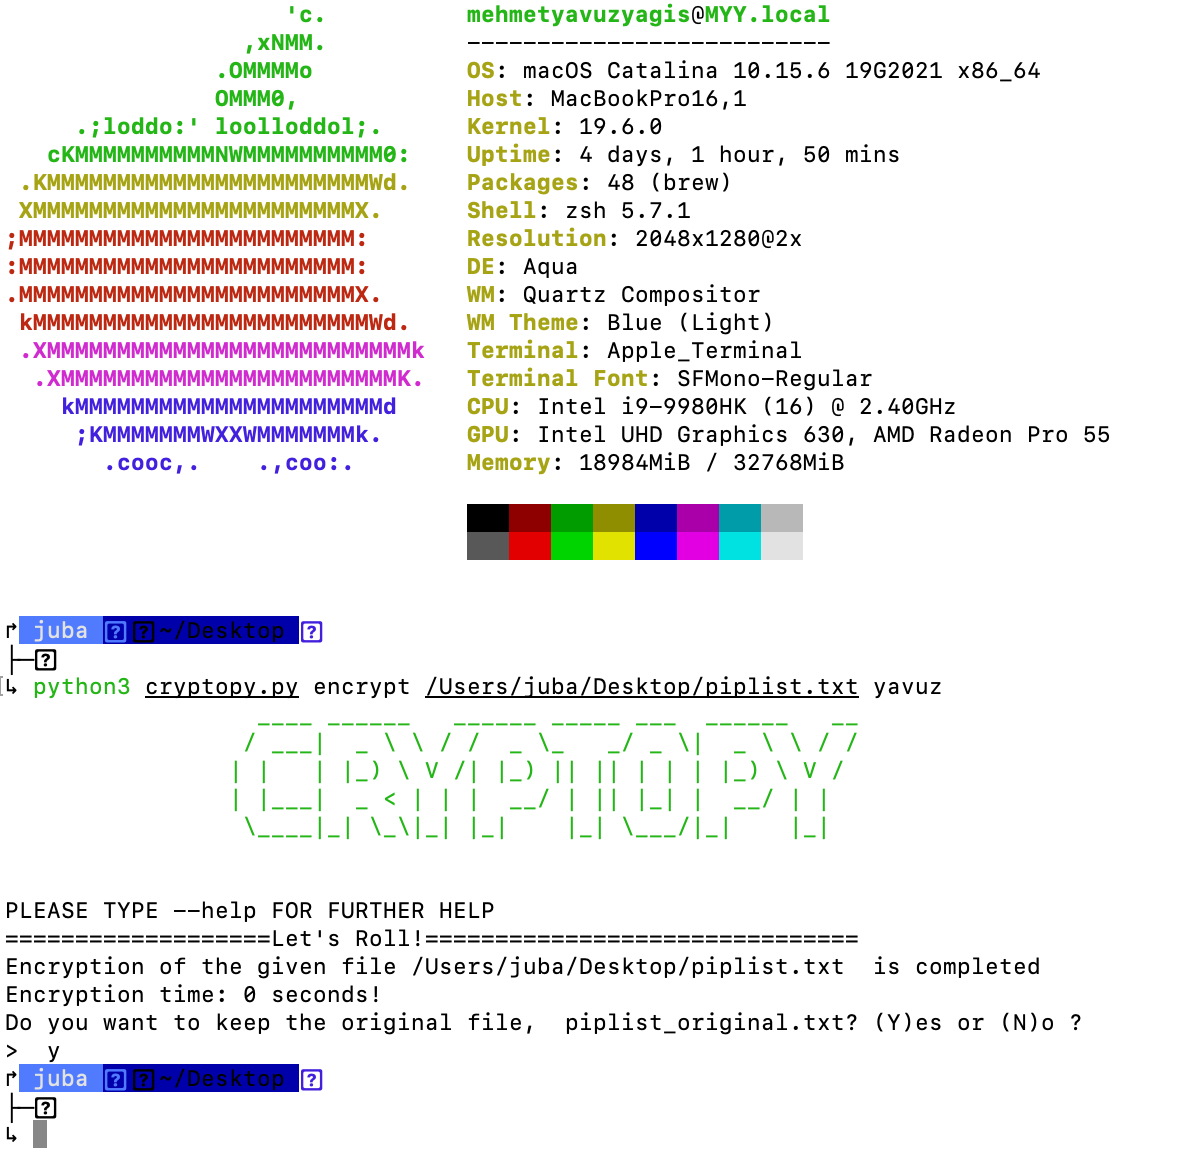 'c.          mehmetyavuzyagis@MYY.local
                 ,xNMM.          --------------------------
               .OMMMMo           OS: macOS Catalina 10.15.6 19G2021 x86_64
               OMMM0,            Host: MacBookPro16,1
     .;loddo:' loolloddol;.      Kernel: 19.6.0
   cKMMMMMMMMMMNWMMMMMMMMMM0:    Uptime: 4 days, 1 hour, 50 mins
 .KMMMMMMMMMMMMMMMMMMMMMMMWd.    Packages: 48 (brew)
 XMMMMMMMMMMMMMMMMMMMMMMMX.      Shell: zsh 5.7.1
;MMMMMMMMMMMMMMMMMMMMMMMM:       Resolution: 2048x1280@2x
:MMMMMMMMMMMMMMMMMMMMMMMM:       DE: Aqua
.MMMMMMMMMMMMMMMMMMMMMMMMX.      WM: Quartz Compositor
 kMMMMMMMMMMMMMMMMMMMMMMMMWd.    WM Theme: Blue (Light)
 .XMMMMMMMMMMMMMMMMMMMMMMMMMMk   Terminal: Apple_Terminal
  .XMMMMMMMMMMMMMMMMMMMMMMMMK.   Terminal Font: SFMono-Regular
    kMMMMMMMMMMMMMMMMMMMMMMd     CPU: Intel i9-9980HK (16) @ 2.40GHz
     ;KMMMMMMMWXXWMMMMMMMk.      GPU: Intel UHD Graphics 630, AMD Radeon Pro 55
       .cooc,.    .,coo:.        Memory: 18984MiB / 32768MiB
juba ~/Desktop
python3 cryptopy.py encrypt /Users/juba/Desktop/piplist.txt yavuz
CRYPTOPY
PLEASE TYPE --help FOR FURTHER HELP
===================Let's Roll!===============================
Encryption of the given file /Users/juba/Desktop/piplist.txt  is completed
Encryption time: 0 seconds!
Do you want to keep the original file,  piplist_original.txt? (Y)es or (N)o ?
>  y
juba ~/Desktop